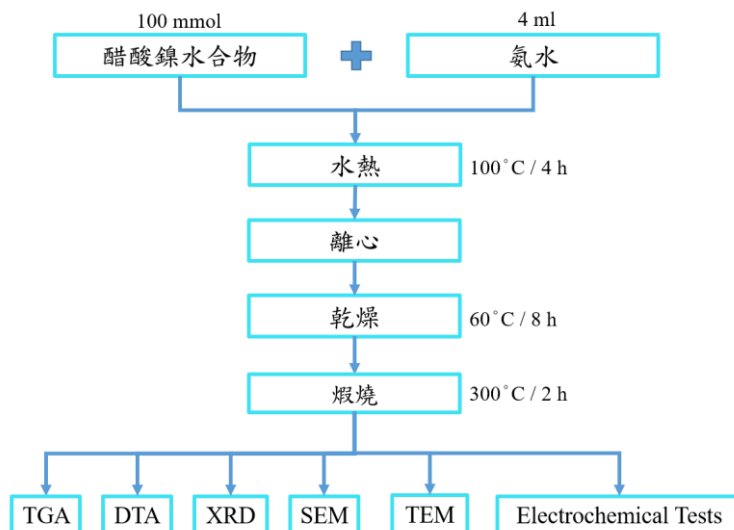 100 mmol
4 ml
醋酸鎳水合物
氨水
水熱
100°C / 4 h
離心
乾燥
60°C / 8 h
煅燒
300°C / 2 h
TGA
DTA
XRD
SEM
TEM
Electrochemical Tests